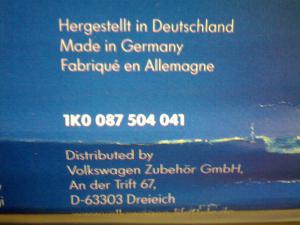 Hergestellt in Deutschland
Made in Germany
Fabriqué en Allemagne
1K0 087 504 041
Distributed by
Volkswagen Zubehör GmbH,
An der Trift 67,
D-63303 Dreieich